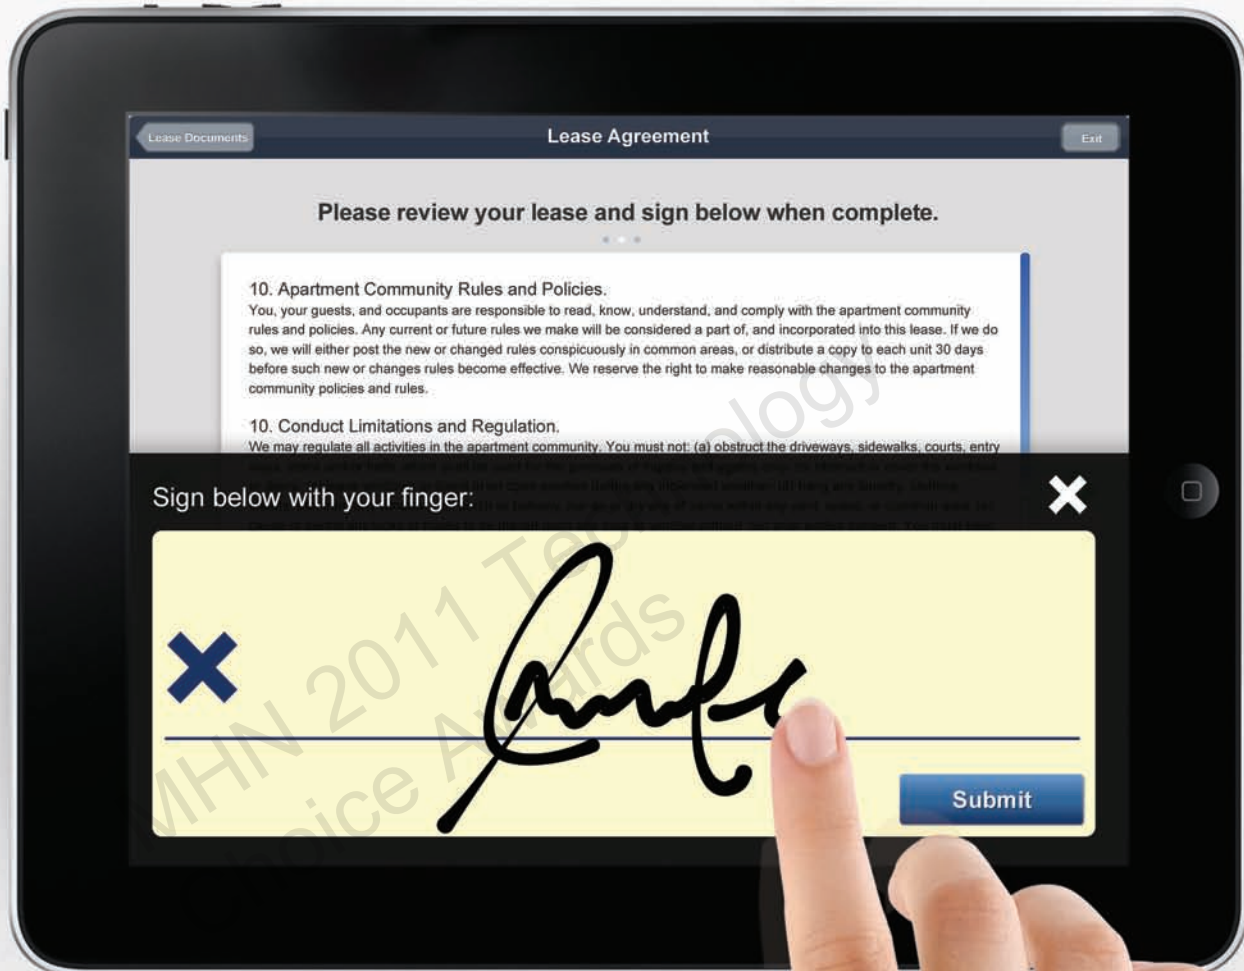 Lease Documents
Lease Agreement
Exit
Please review your lease and sign below when complete.
10. Apartment Community Rules and Policies.
You, your guests, and occupants are responsible to read, know, understand, and comply with the apartment community
rules and policies. Any current or future rules we make will be considered a part of, and incorporated into this lease. If we do
so, we will either post the new or changed rules conspicuously in common areas, or distribute a copy to each unit 30 days
before such new or changes rules become effective. We reserve the right to make reasonable changes to the apartment
community policies and rules.
10. Conduct Limitations and Regulation.
We may regulate all activities in the apartment community. You must not: (a) obstruct the driveways, sidewalks, courts, entry
Sign below with your finger:
Submit
MHN 2011 Technology
Choice Awards